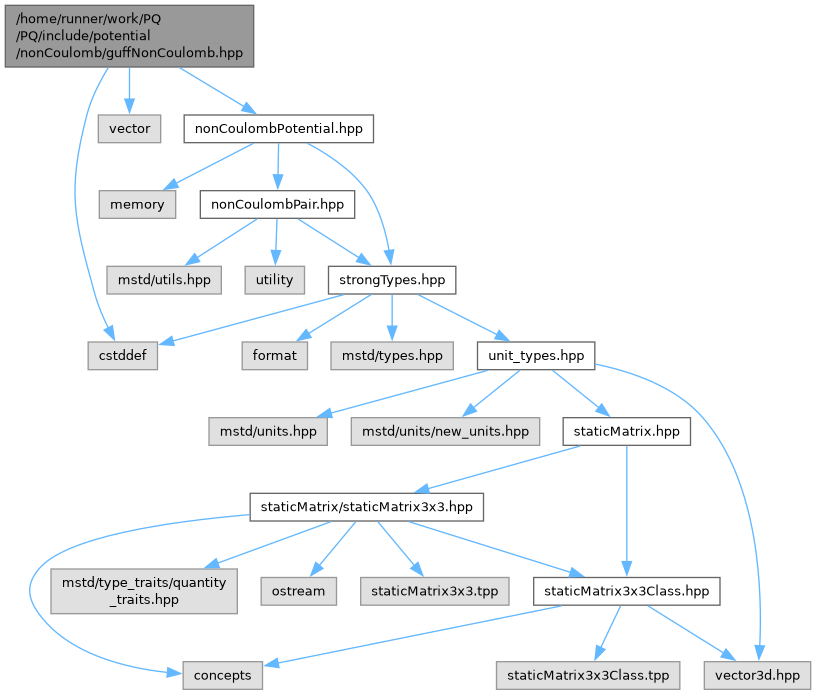 /home/runner/work/PQ
/PQ/include/potential
/nonCoulomb/guffNonCoulomb.hpp
vector
nonCoulombPotential.hpp
memory
nonCoulombPair.hpp
mstd/utils.hpp
utility
strongTypes.hpp
cstddef
format
mstd/types.hpp
unit_types.hpp
mstd/units.hpp
mstd/units/new_units.hpp
staticMatrix.hpp
staticMatrix/staticMatrix3x3.hpp
mstd/type_traits/quantity
_traits.hpp
ostream
staticMatrix3x3.tpp
staticMatrix3x3Class.hpp
concepts
staticMatrix3x3Class.tpp
vector3d.hpp